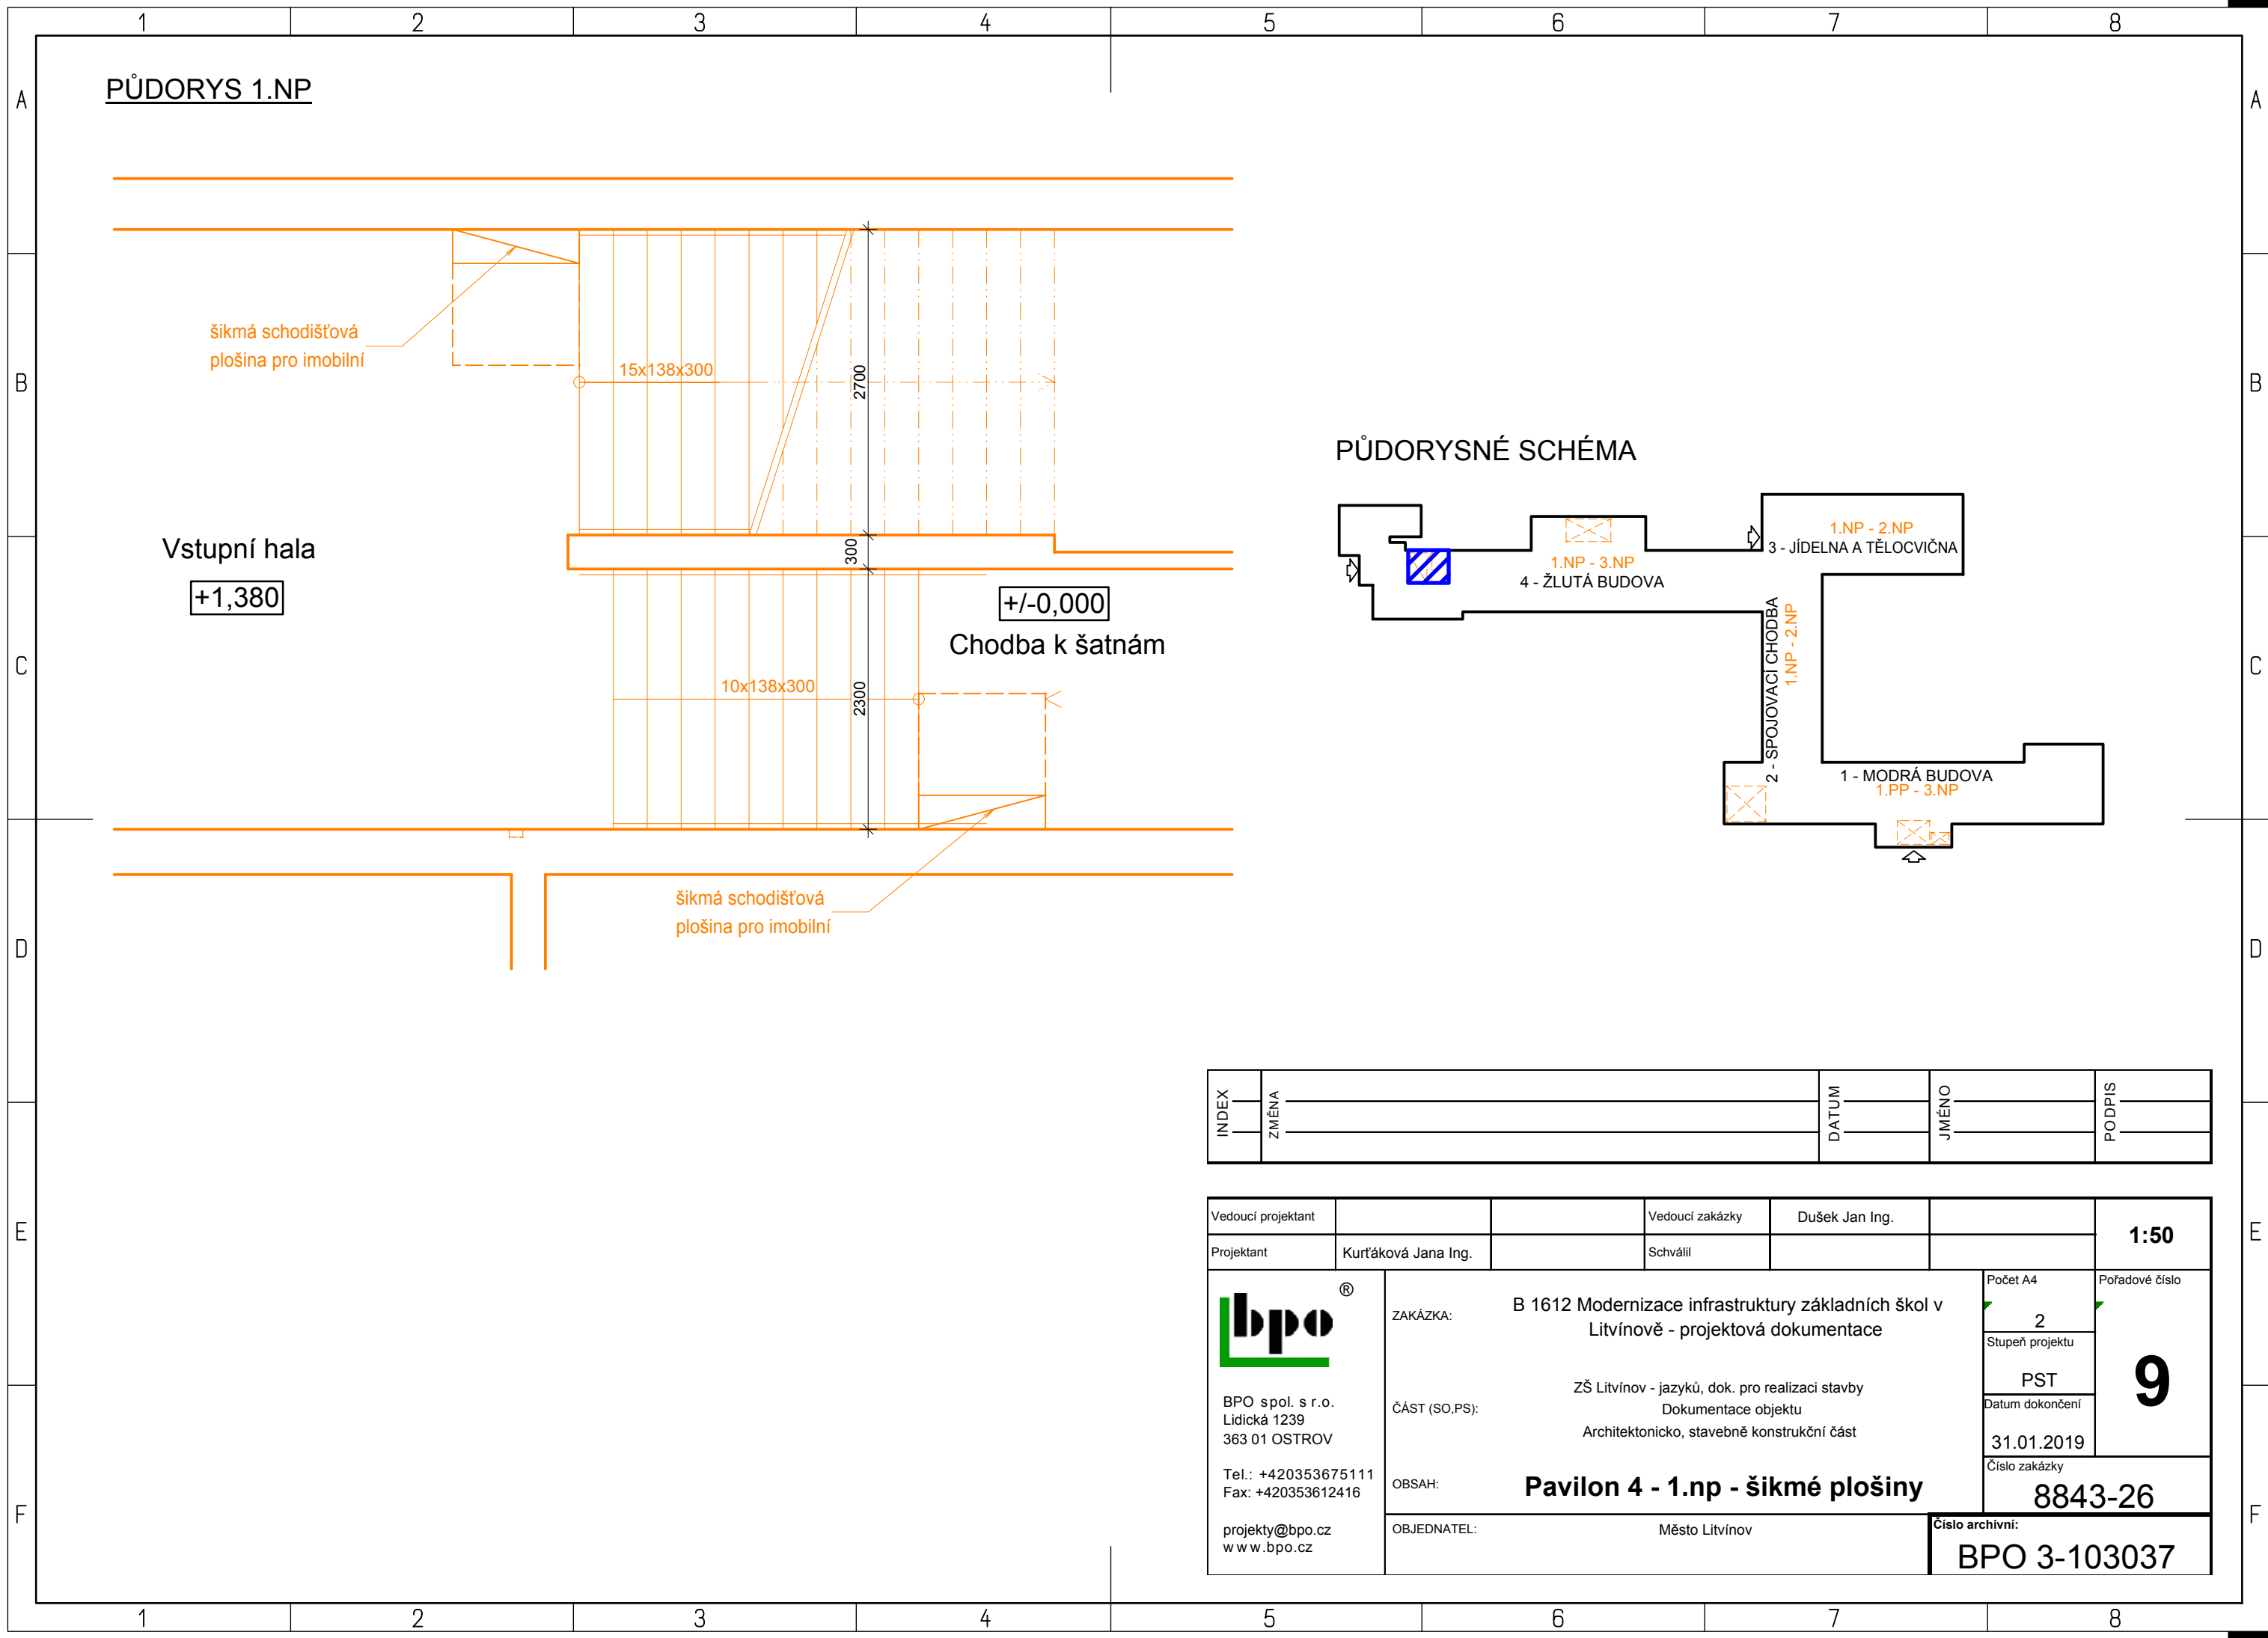 1 2 3 4 5 6 7 8
A
A
PŮDORYS 1.NP
šikmá schodišťová
plošina pro imobilní
15x138x300
2700
B
B
PŮDORYSNÉ SCHÉMA
Vstupní hala
+1,380
300
+/-0,000
Chodba k šatnám
10x138x300
2300
C
C
1.NP - 3.NP
4 - ŽLUTÁ BUDOVA
1.NP - 2.NP
3 - JÍDELNA A TĚLOCVIČNA
2 - SPOJOVACÍ CHODBA
1.NP - 2.NP
1 - MODRÁ BUDOVA
1.PP - 3.NP
šikmá schodišťová
plošina pro imobilní
D
D
INDEX
ZMĚNA
DATUM
JMÉNO
PODPIS
E
E
Vedoucí projektant
Vedoucí zakázky
Dušek Jan Ing.
1:50
Projektant
Kurťáková Jana Ing.
Schválil
bpo ®
BPO spol. s r.o.
Lidická 1239
363 01 OSTROV
Tel.: +420353675111
Fax: +420353612416
projekty@bpo.cz
www.bpo.cz
ZAKÁZKA:
B 1612 Modernizace infrastruktury základních škol v
Litvínově - projektová dokumentace
ČÁST (SO,PS):
ZŠ Litvínov - jazyků, dok. pro realizaci stavby
Dokumentace objektu
Architektonicko, stavebně konstrukční část
OBSAH:
Pavilon 4 - 1.np - šikmé plošiny
OBJEDNATEL:
Město Litvínov
Počet A4
2
Stupeň projektu
PST
Datum dokončení
31.01.2019
Pořadové číslo
9
Číslo zakázky
8843-26
Číslo archivní:
BPO 3-103037
F
F
1 2 3 4 5 6 7 8